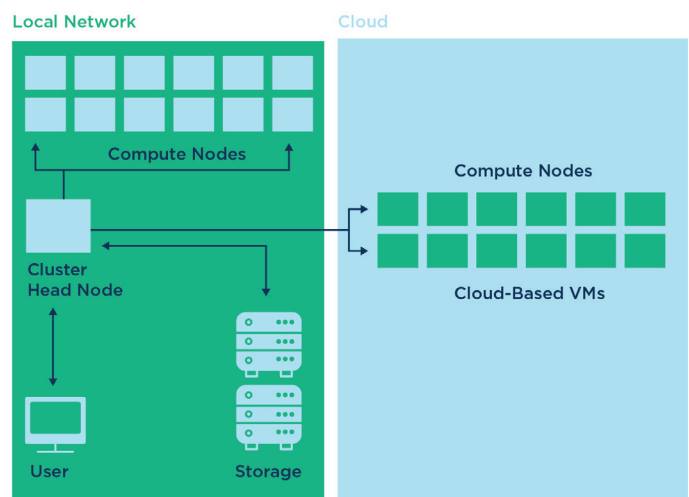 Local Network
Cloud
Compute Nodes
Compute Nodes
Cluster
Head Node
Cloud-Based VMs
User
Storage